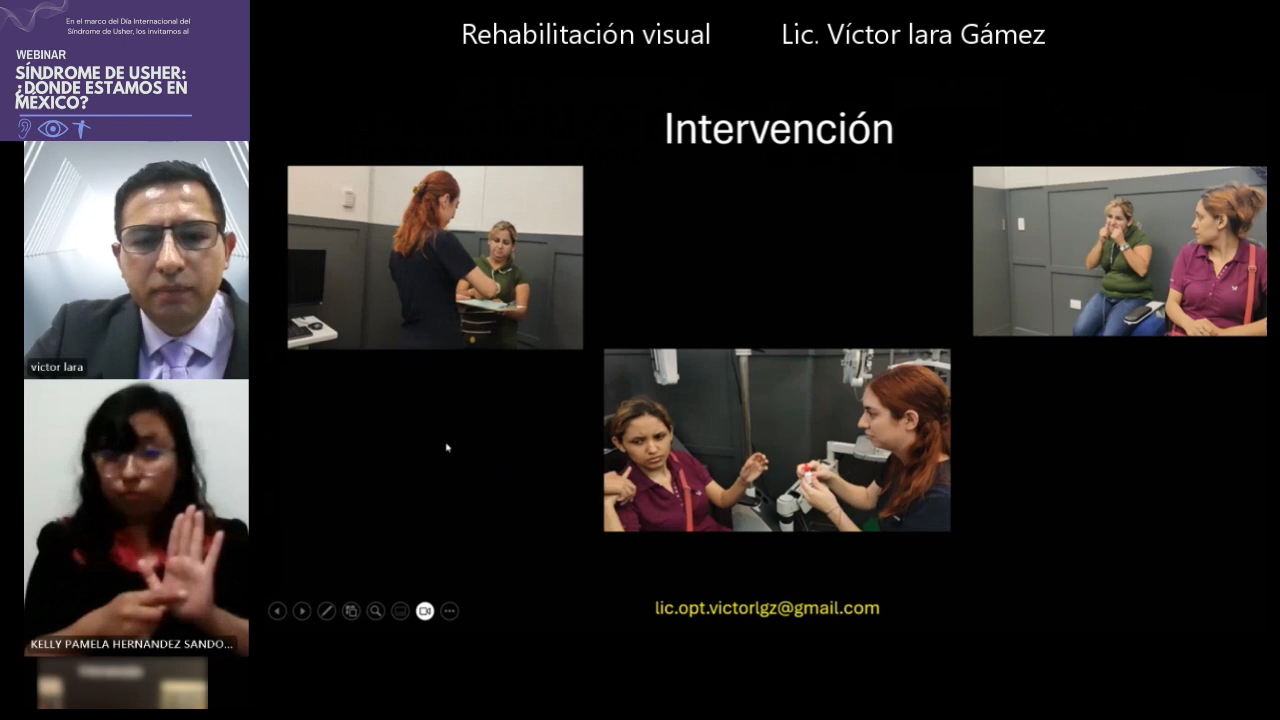 En el marco del Día Internacional del
Síndrome de Usher, los invitamos al
WEBINAR
SÍNDROME DE USHER:
¿DONDE ESTAMOS EN
MÉXICO?
Rehabilitación visual
Lic. Víctor lara Gámez
Intervención
victor lara
KELLY PAMELA HERNANDEZ SANDO...
lic.opt.victorlgz@gmail.com